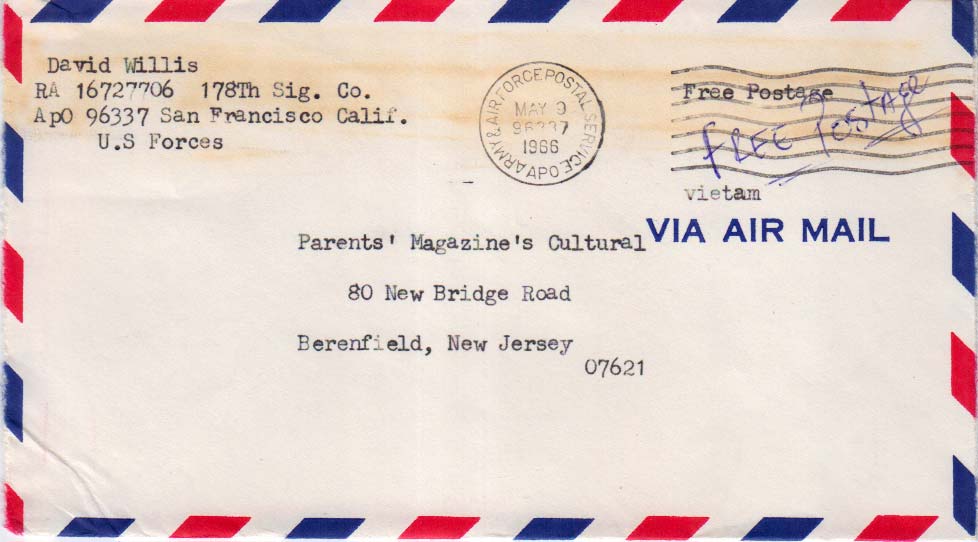 David Willis
RA 16727706 178Th Sig. Co.
ApO 96337 San Francisco Calif.
U.S Forces
ARMY & AIR FORCE POSTAL SERVICE
MAY 9
96337
1966
APO
Free Postage
FREE Postage
vietam
VIA AIR MAIL
Parents' Magazine's Cultural
80 New Bridge Road
Berenfield, New Jersey
07621